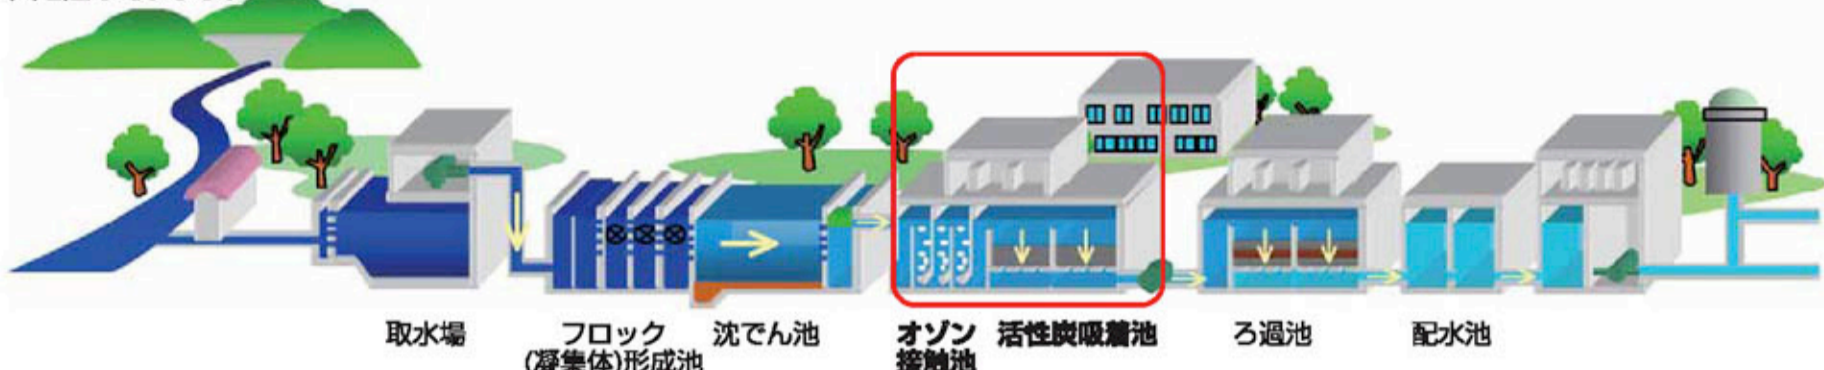 取水場
フロック
(凝集体)形成池
沈でん池
オゾン
接触池
活性炭吸着池
ろ過池
配水池